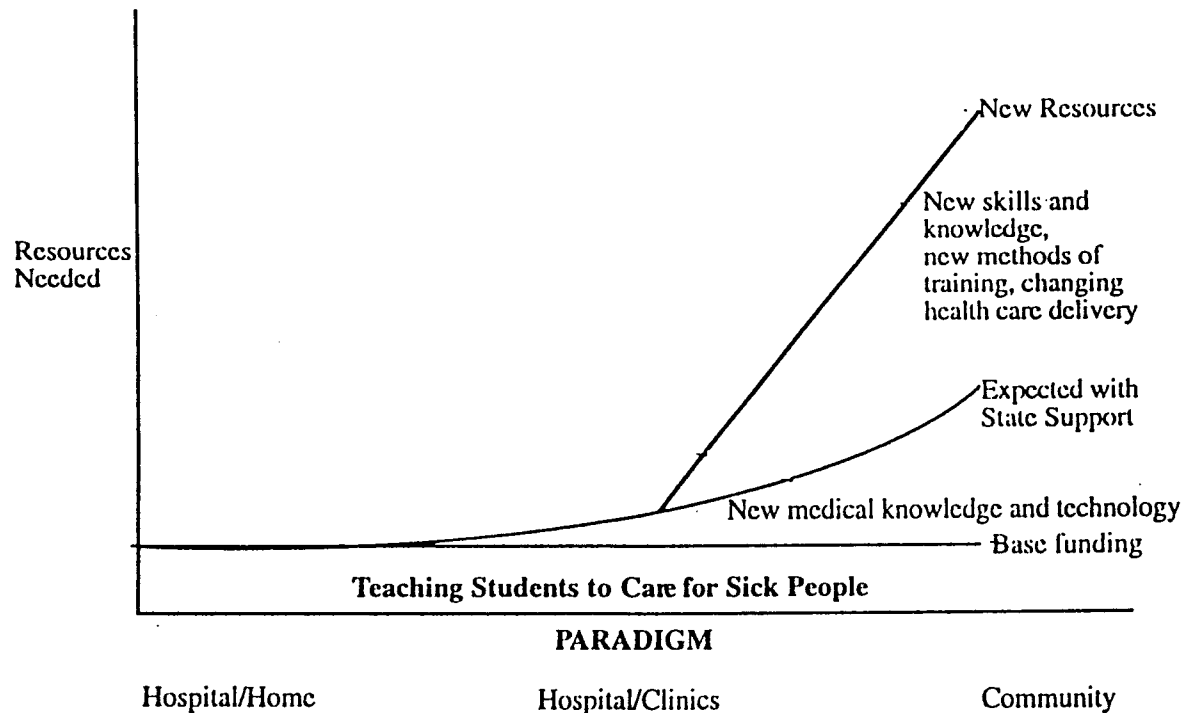 New Resources
New skills and
knowledge,
new methods of
training, changing
health care delivery
Resources
Needed
Expected with
State Support
New medical knowledge and technology
Base funding
Teaching Students to Care for Sick People
PARADIGM
Hospital/Home
Hospital/Clinics
Community